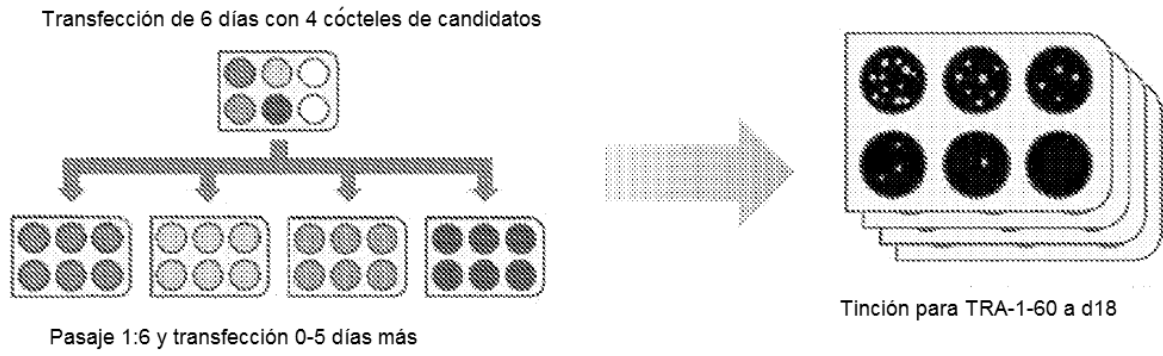 Transfección de 6 días con 4 cócteles de candidatos
Pasaje 1:6 y transfección 0-5 días más
Tinción para TRA-1-60 a d18